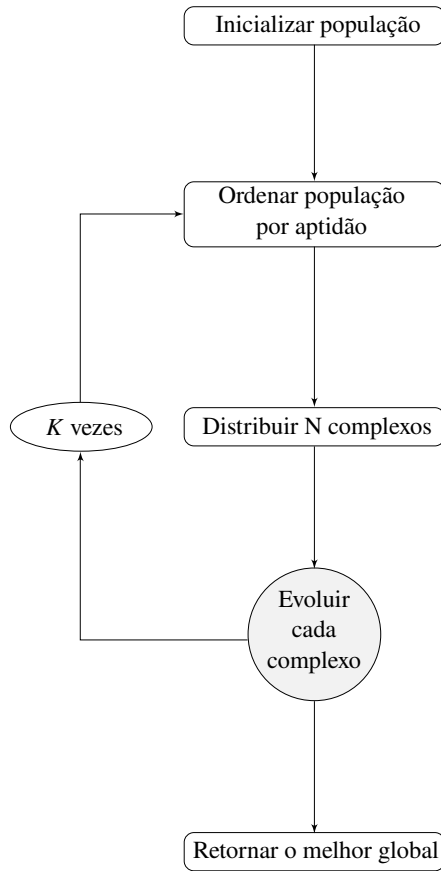 Inicializar população
Ordenar população
por aptidão
K vezes
Distribuir N complexos
Evoluir
cada
complexo
Retornar o melhor global